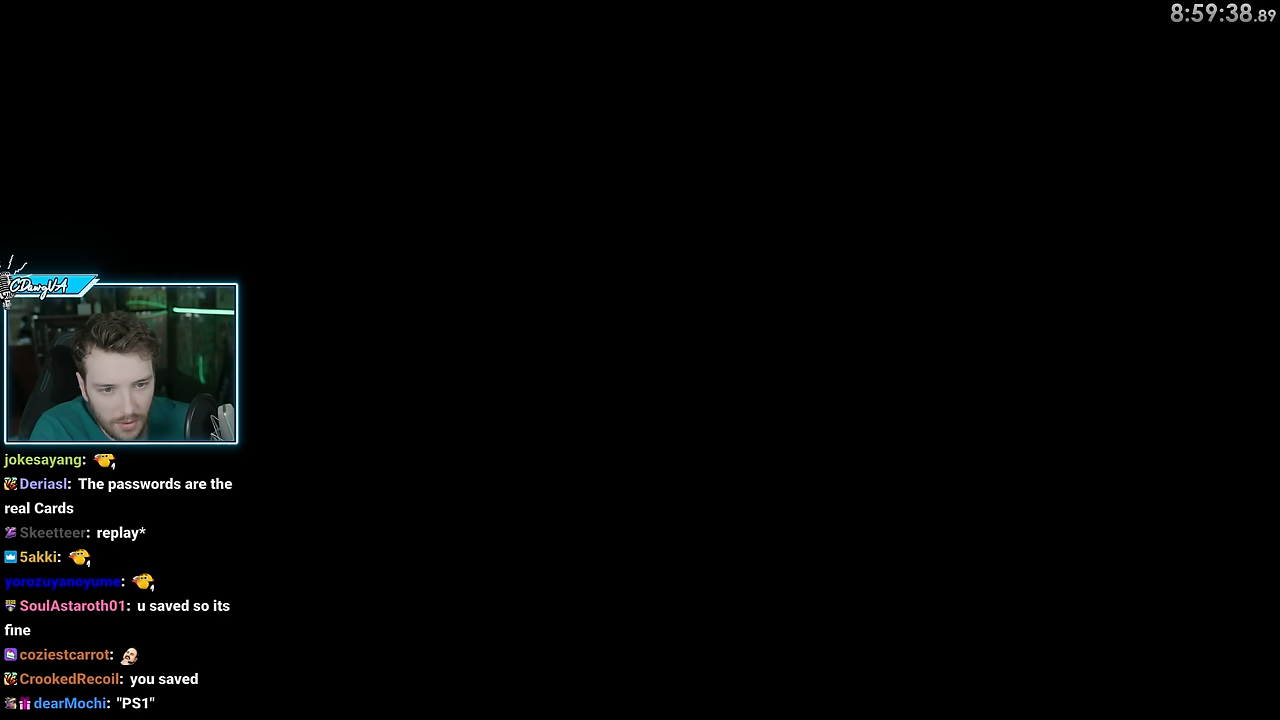 8:59:38.89
CDawgVA
jokesayang:
Deriasl: The passwords are the
real Cards
Skeetteer: replay*
5akki:
yorozuyanoyume:
SoulAstaroth01: u saved so its
fine
coziestcarrot:
CrookedRecoil: you saved
dearMochi: "PS1"